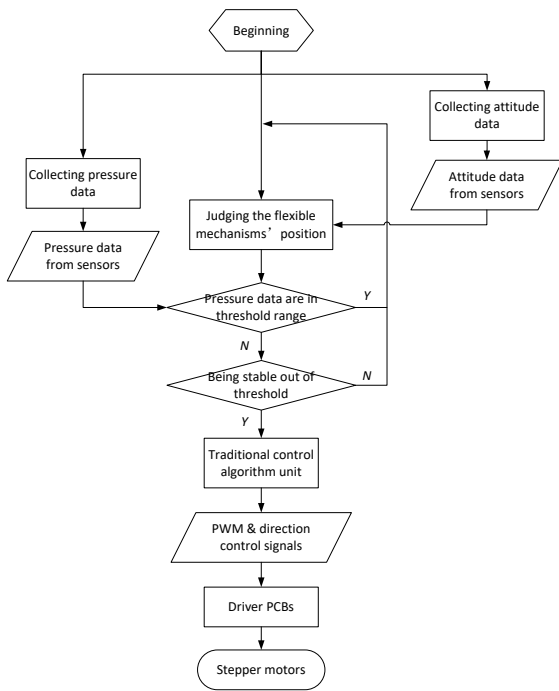 Beginning
Collecting attitude
data
Collecting pressure
data
Attitude data
from sensors
Judging the flexible
mechanisms’ position
Pressure data
from sensors
Pressure data are in
threshold range
Y
N
Being stable out of
threshold
N
Y
Traditional control
algorithm unit
PWM & direction
control signals
Driver PCBs
Stepper motors